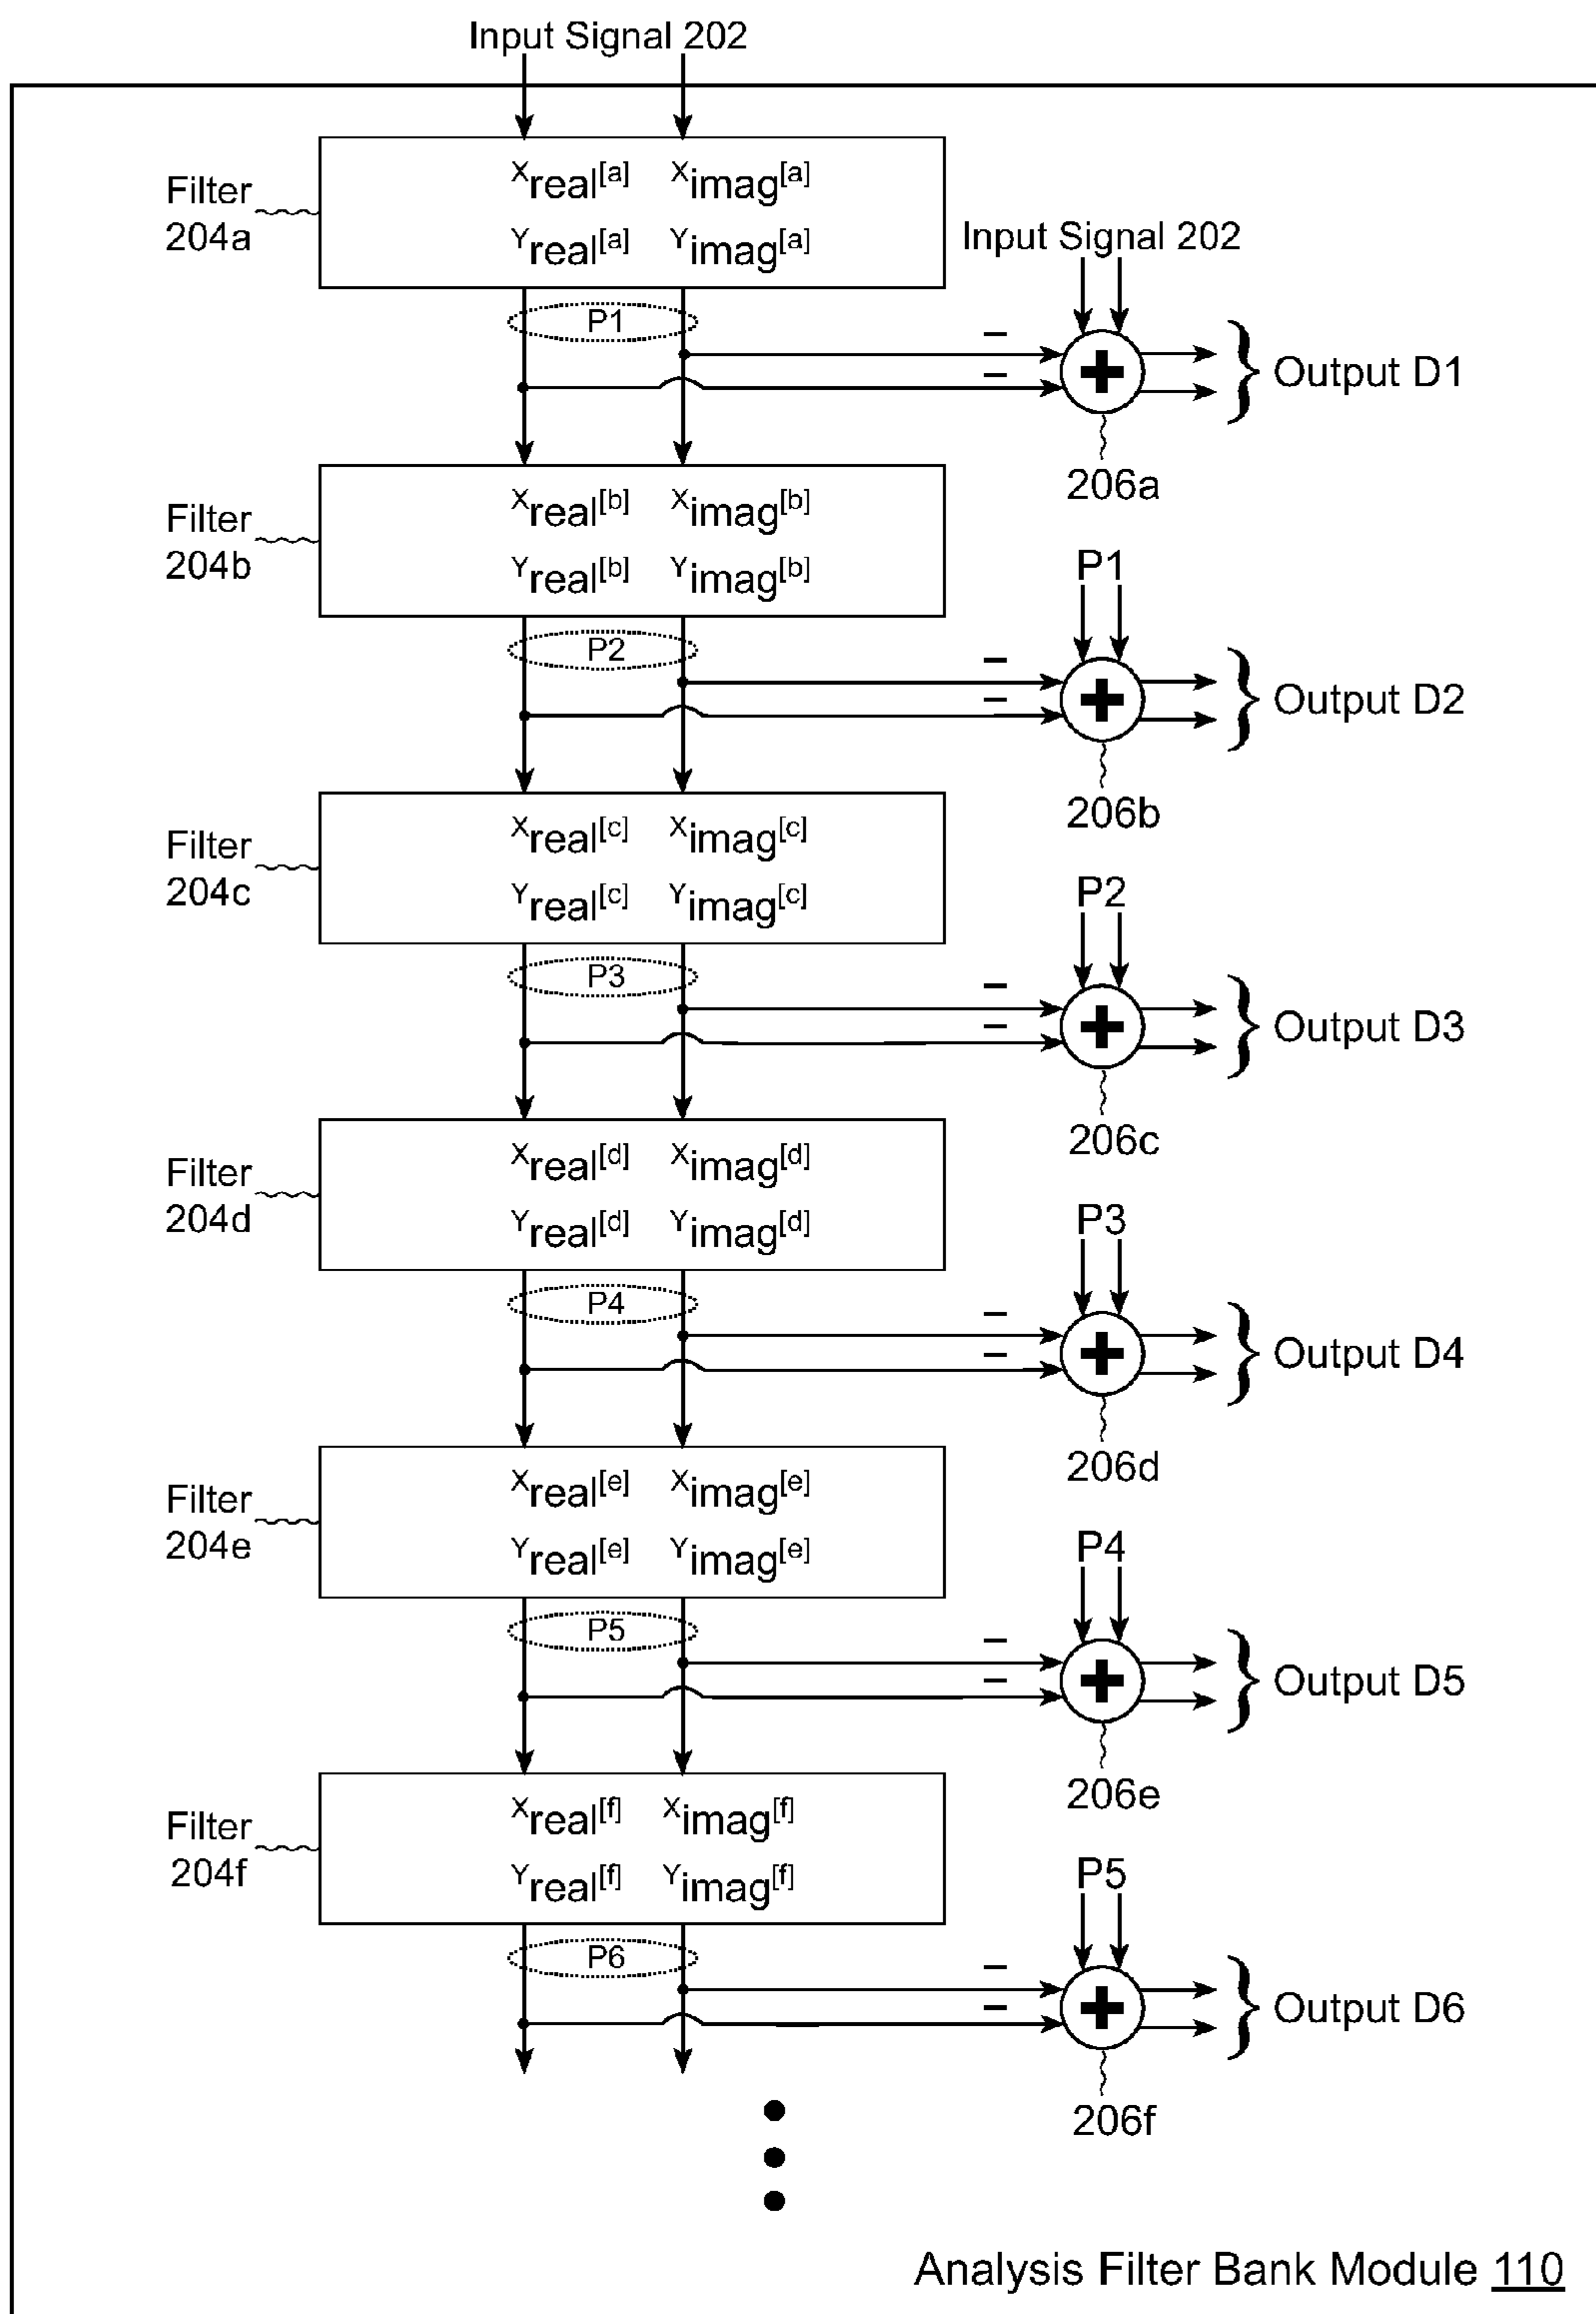 Input Signal 202
Filter
204a
Xreal[a] Ximag[a]
Yreal[a] Yimag[a]
P1
Input Signal 202
–
–
+
Output D1
206a
Filter
204b
Xreal[b] Ximag[b]
Yreal[b] Yimag[b]
P2
P1
–
–
+
Output D2
206b
Filter
204c
Xreal[c] Ximag[c]
Yreal[c] Yimag[c]
P3
P2
–
–
+
Output D3
206c
Filter
204d
Xreal[d] Ximag[d]
Yreal[d] Yimag[d]
P4
P3
–
–
+
Output D4
206d
Filter
204e
Xreal[e] Ximag[e]
Yreal[e] Yimag[e]
P5
P4
–
–
+
Output D5
206e
Filter
204f
Xreal[f] Ximag[f]
Yreal[f] Yimag[f]
P6
P5
–
–
+
Output D6
206f
Analysis Filter Bank Module 110